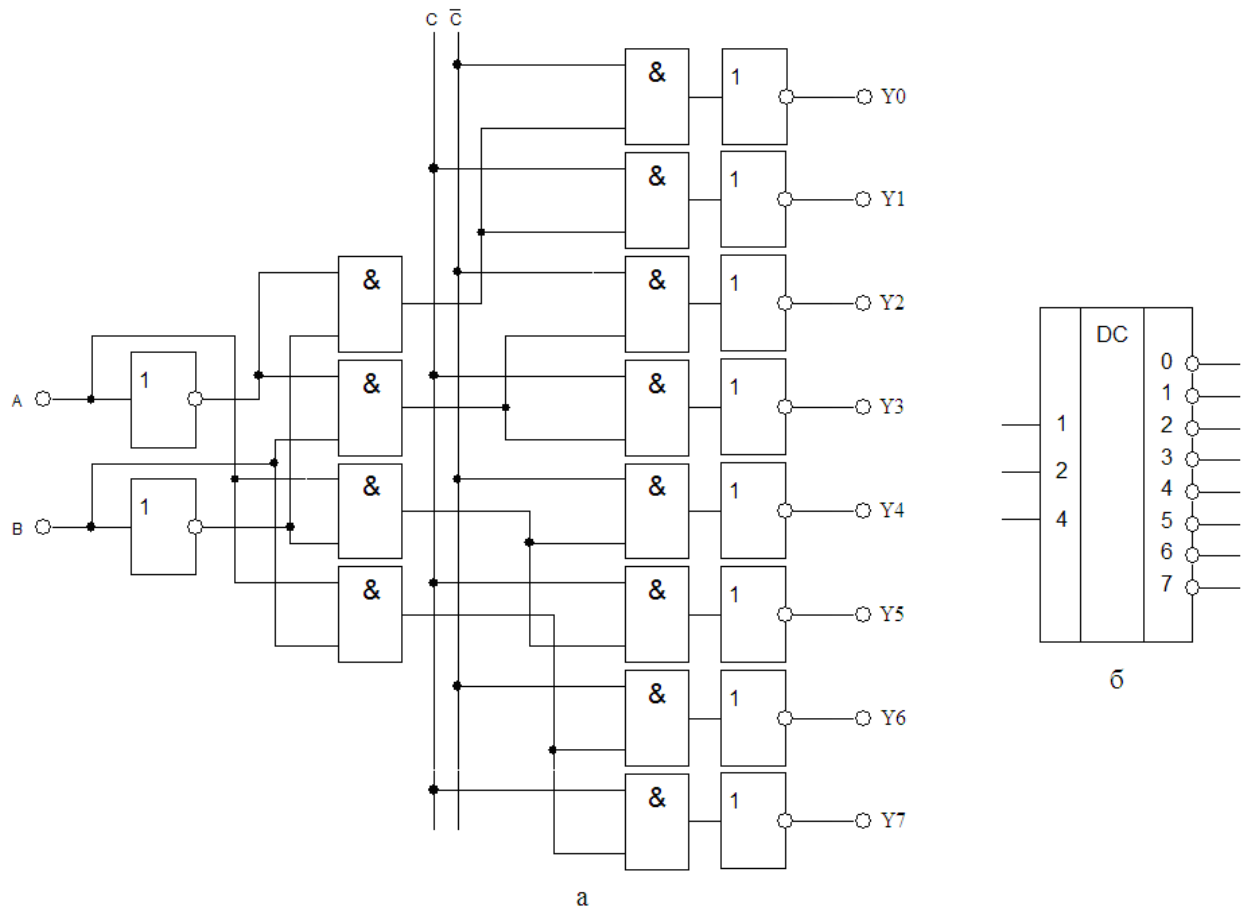 C C̅
& 1 Y0
& 1 Y1
& & 1 Y2
A 1 & & 1 Y3
B 1 & & 1 Y4
& & 1 Y5
& 1 Y6
& 1 Y7
а
DC
0
1
1 2
2 3
4
4 5
6
7
б